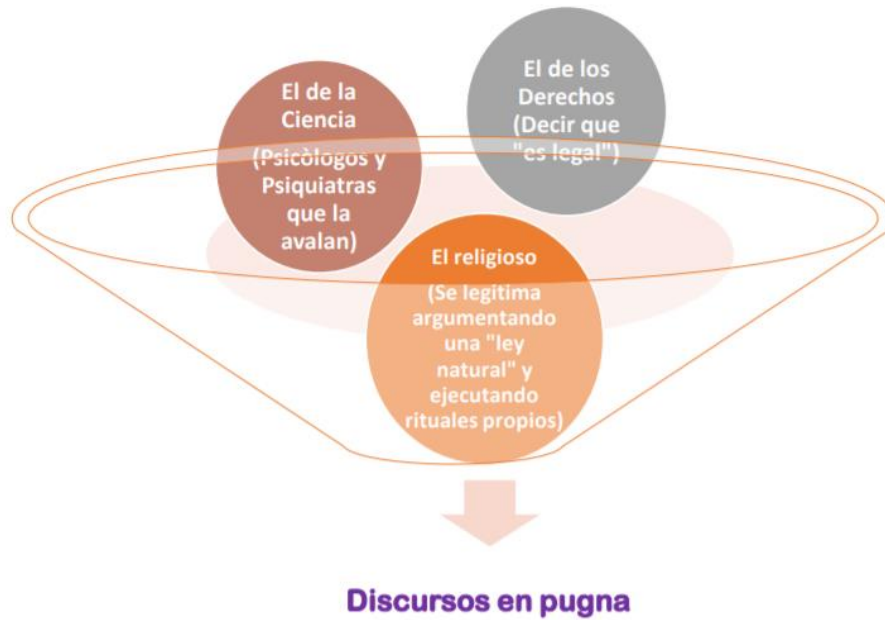 El de la
Ciencia
(Psicòlogos y
Psiquiatras
que la
avalan)
El de los
Derechos
(Decir que
"es legal")
El religioso
(Se legitima
argumentando
una "ley
natural" y
ejecutando
rituales propios)
Discursos en pugna